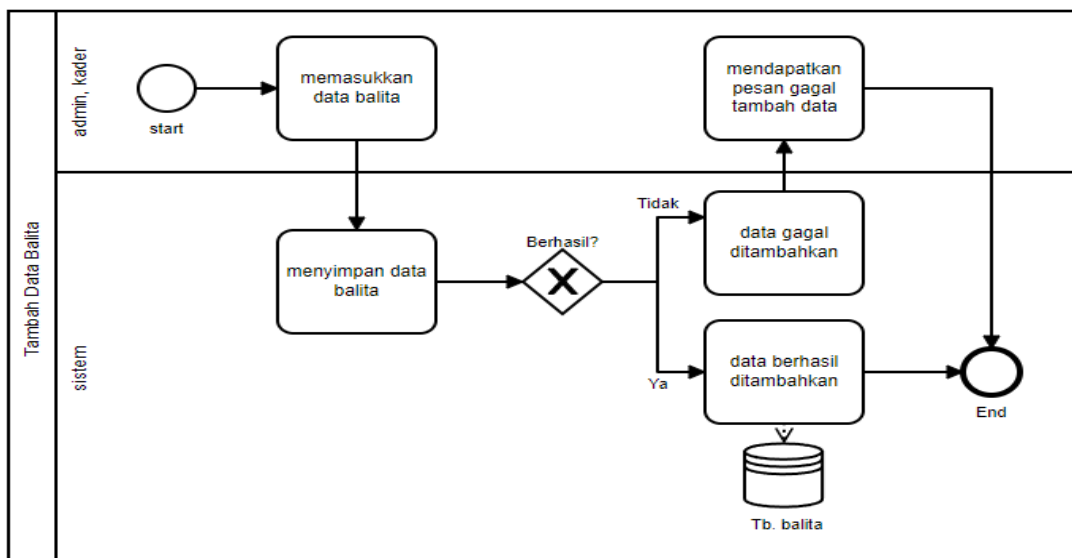 Tambah Data Balita
admin, kader
start
memasukkan
data balita
mendapatkan
pesan gagal
tambah data
sistem
menyimpan data
balita
Berhasil?
Tidak
data gagal
ditambahkan
Ya
data berhasil
ditambahkan
End
Tb. balita